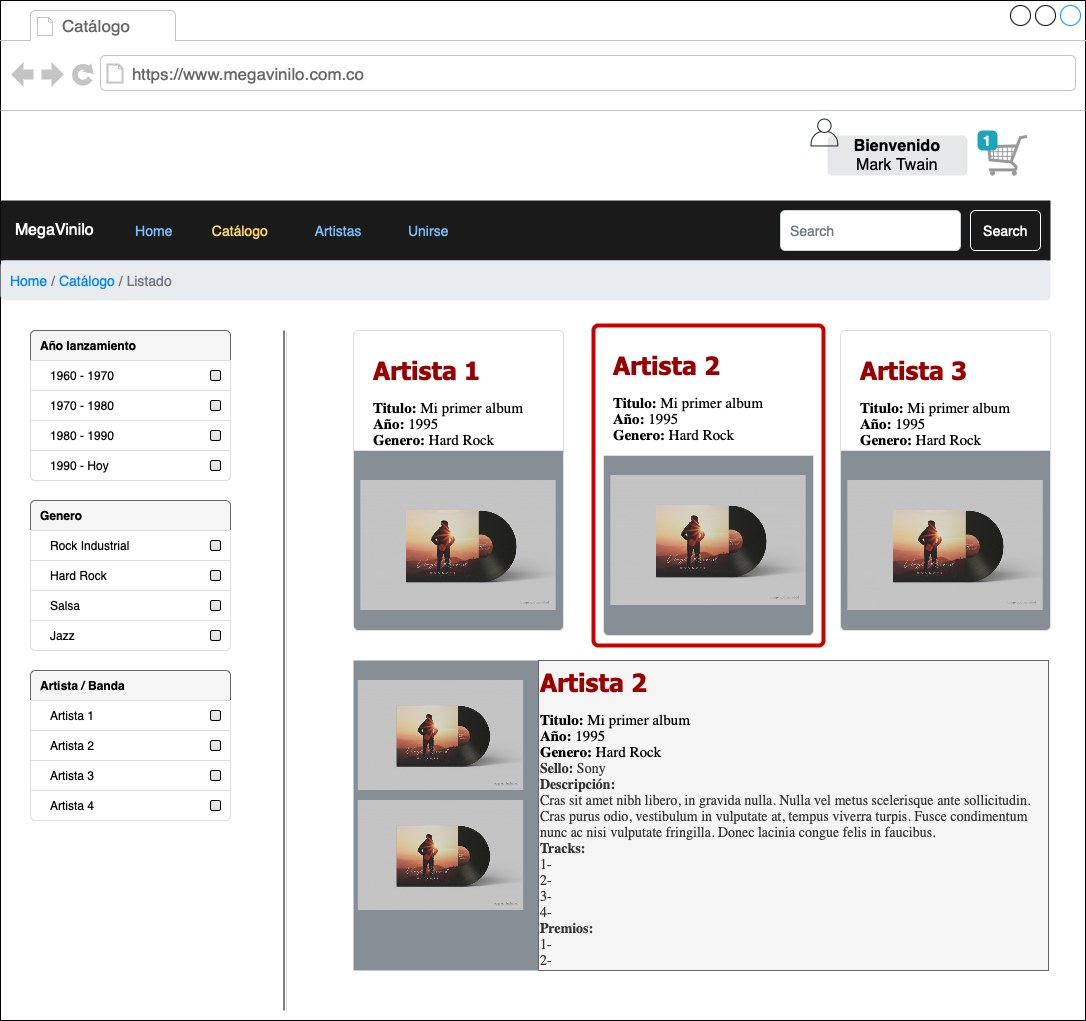 Catálogo
https://www.megavinilo.com.co
Bienvenido
Mark Twain
1
MegaVinilo Home Catálogo Artistas Unirse Search Search
Home / Catálogo / Listado
Año lanzamiento
1960 - 1970
1970 - 1980
1980 - 1990
1990 - Hoy
Genero
Rock Industrial
Hard Rock
Salsa
Jazz
Artista / Banda
Artista 1
Artista 2
Artista 3
Artista 4
Artista 1
Titulo: Mi primer album
Año: 1995
Genero: Hard Rock
Artista 2
Titulo: Mi primer album
Año: 1995
Genero: Hard Rock
Artista 3
Titulo: Mi primer album
Año: 1995
Genero: Hard Rock
Artista 2
Titulo: Mi primer album
Año: 1995
Genero: Hard Rock
Sello: Sony
Descripción:
Cras sit amet nibh libero, in gravida nulla. Nulla vel metus scelerisque ante sollicitudin.
Cras purus odio, vestibulum in vulputate at, tempus viverra turpis. Fusce condimentum
nunc ac nisi vulputate fringilla. Donec lacinia congue felis in faucibus.
Tracks:
1-
2-
3-
4-
Premios:
1-
2-